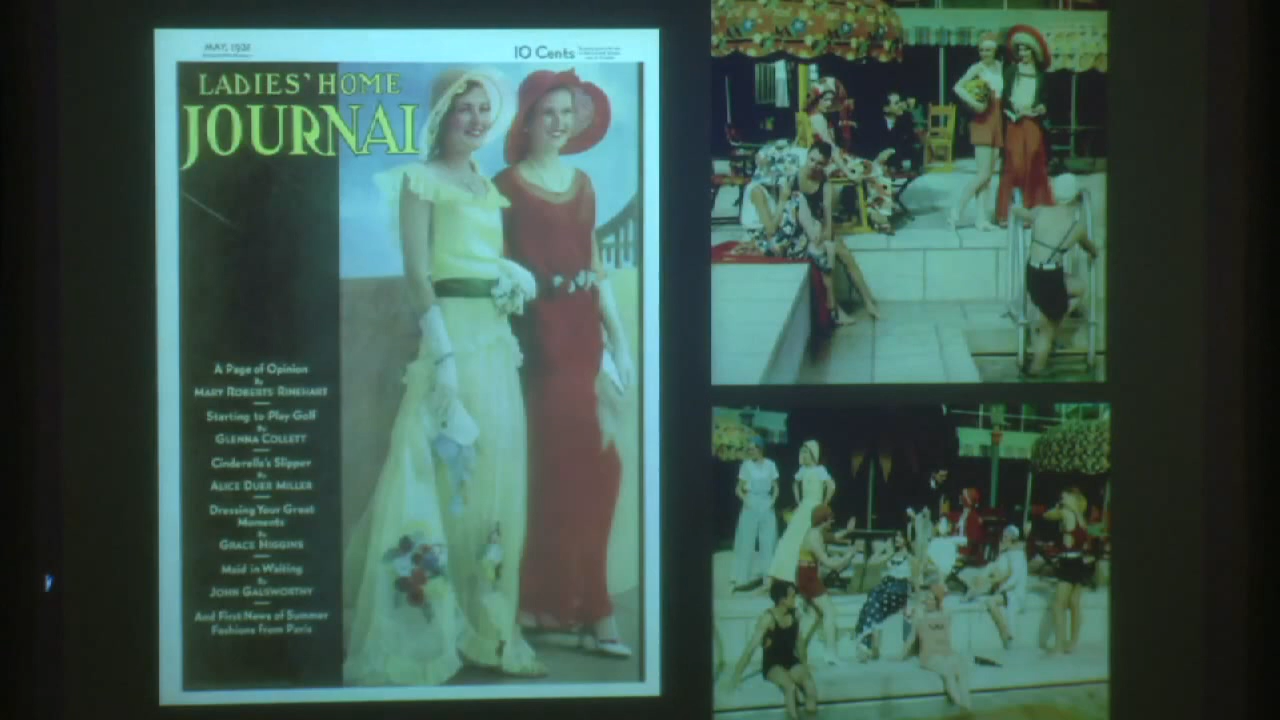 MAY, 1931
10 Cents
LADIES' HOME
JOURNAL
A Page of Opinion
By
MARY ROBERTS RINEHART
Starting to Play Golf
By
GLENNA COLLETT
Cinderella's Slipper
By
ALICE DUER MILLER
Dressing Your Great
Moments
By
GRACE HIGGINS
Maid in Waiting
By
JOHN GALSWORTHY
And First News of Summer
Fashions from Paris